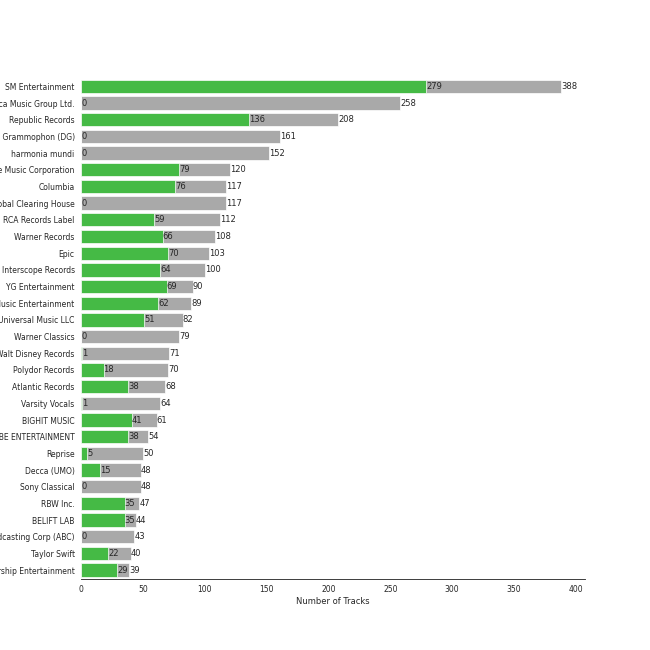 SM Entertainment 279 388
ca Music Group Ltd. 0 258
Republic Records 136 208
Grammophon (DG) 0 161
harmonia mundi 0 152
e Music Corporation 79 120
Columbia 76 117
obal Clearing House 0 117
RCA Records Label 59 112
Warner Records 66 108
Epic 70 103
Interscope Records 64 100
YG Entertainment 69 90
Music Entertainment 62 89
Universal Music LLC 51 82
Warner Classics 0 79
Walt Disney Records 1 71
Polydor Records 18 70
Atlantic Records 38 68
Varsity Vocals 1 64
BIGHIT MUSIC 41 61
BE ENTERTAINMENT 38 54
Reprise 5 50
Decca (UMO) 15 48
Sony Classical 0 48
RBW Inc. 35 47
BELIFT LAB 35 44
dcasting Corp (ABC) 0 43
Taylor Swift 22 40
rship Entertainment 29 39
0 50 100 150 200 250 300 350 400
Number of Tracks